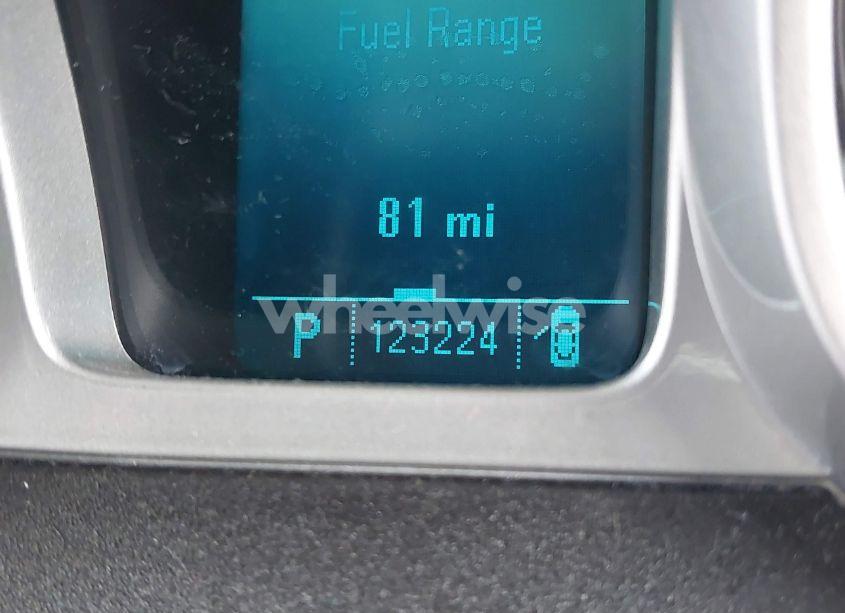 Fuel Range
81 mi
wheelwise
P 123224